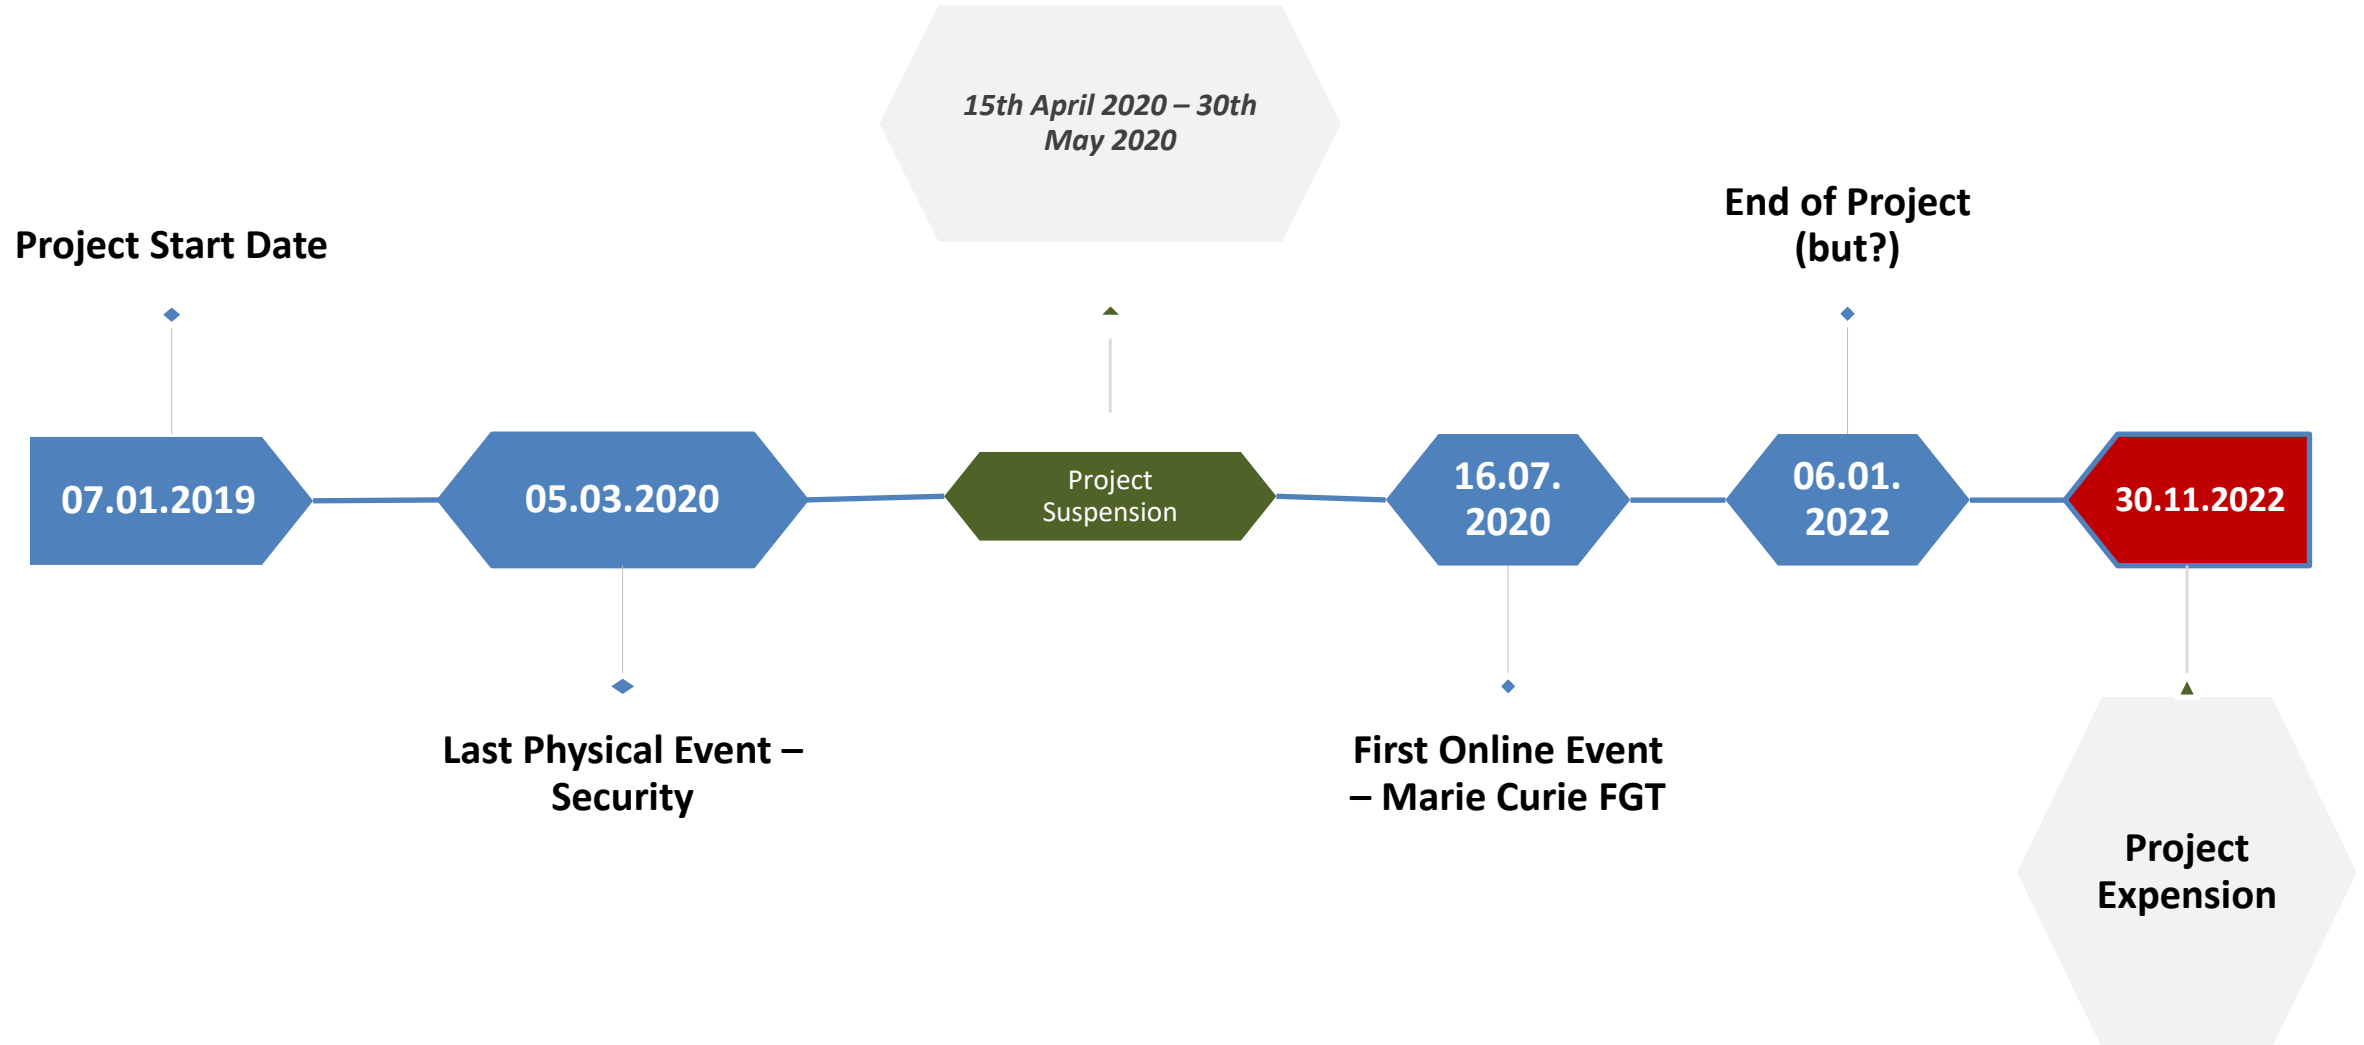 15th April 2020 – 30th
May 2020
Project Start Date
End of Project
(but?)
07.01.2019
05.03.2020
Project
Suspension
16.07.
2020
06.01.
2022
30.11.2022
Last Physical Event –
Security
First Online Event
– Marie Curie FGT
Project
Expension